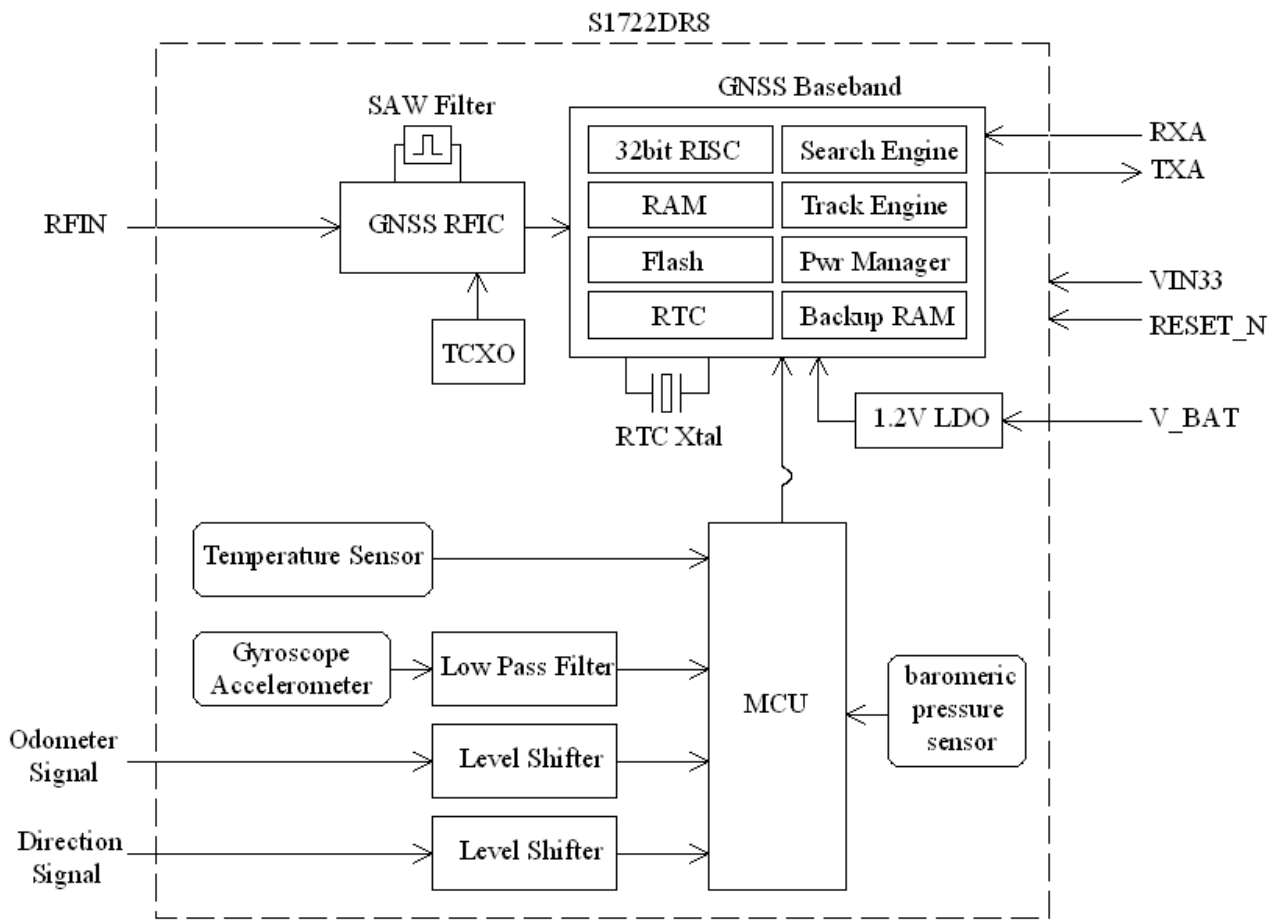 S1722DR8
GNSS Baseband
SAW Filter
32bit RISC
Search Engine
RXA
TXA
RAM
Track Engine
RFIN
GNSS RFIC
Flash
Pwr Manager
VIN33
RTC
Backup RAM
RESET_N
TCXO
1.2V LDO
V_BAT
RTC Xtal
Temperature Sensor
Gyroscope
Accelerometer
Low Pass Filter
MCU
baromeric
pressure
sensor
Odometer
Signal
Level Shifter
Direction
Signal
Level Shifter